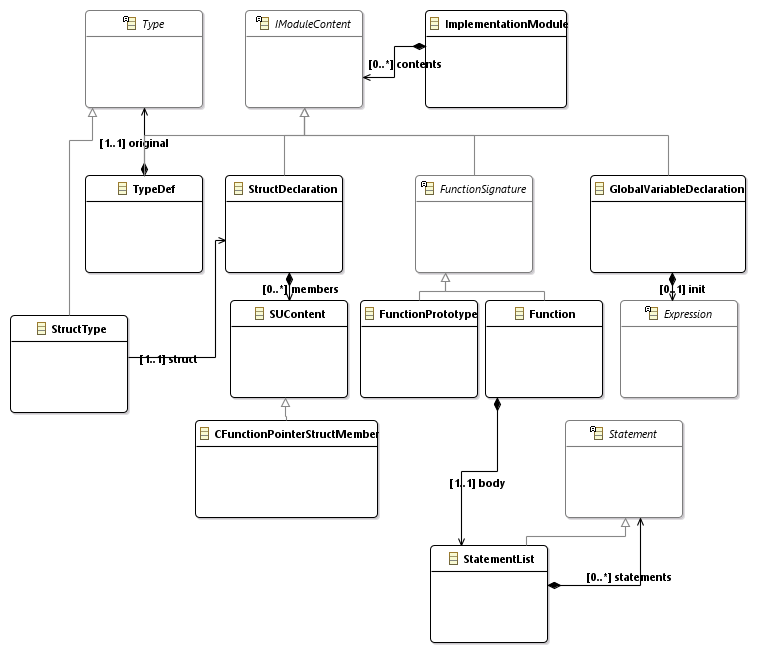 Type
IModuleContent
ImplementationModule
[0..*] contents
[1..1] original
TypeDef
StructDeclaration
FunctionSignature
GlobalVariableDeclaration
[0..*] members
[0..1] init
StructType
SUContent
FunctionPrototype
Function
Expression
[1..1] struct
CFunctionPointerStructMember
Statement
[1..1] body
StatementList
[0..*] statements